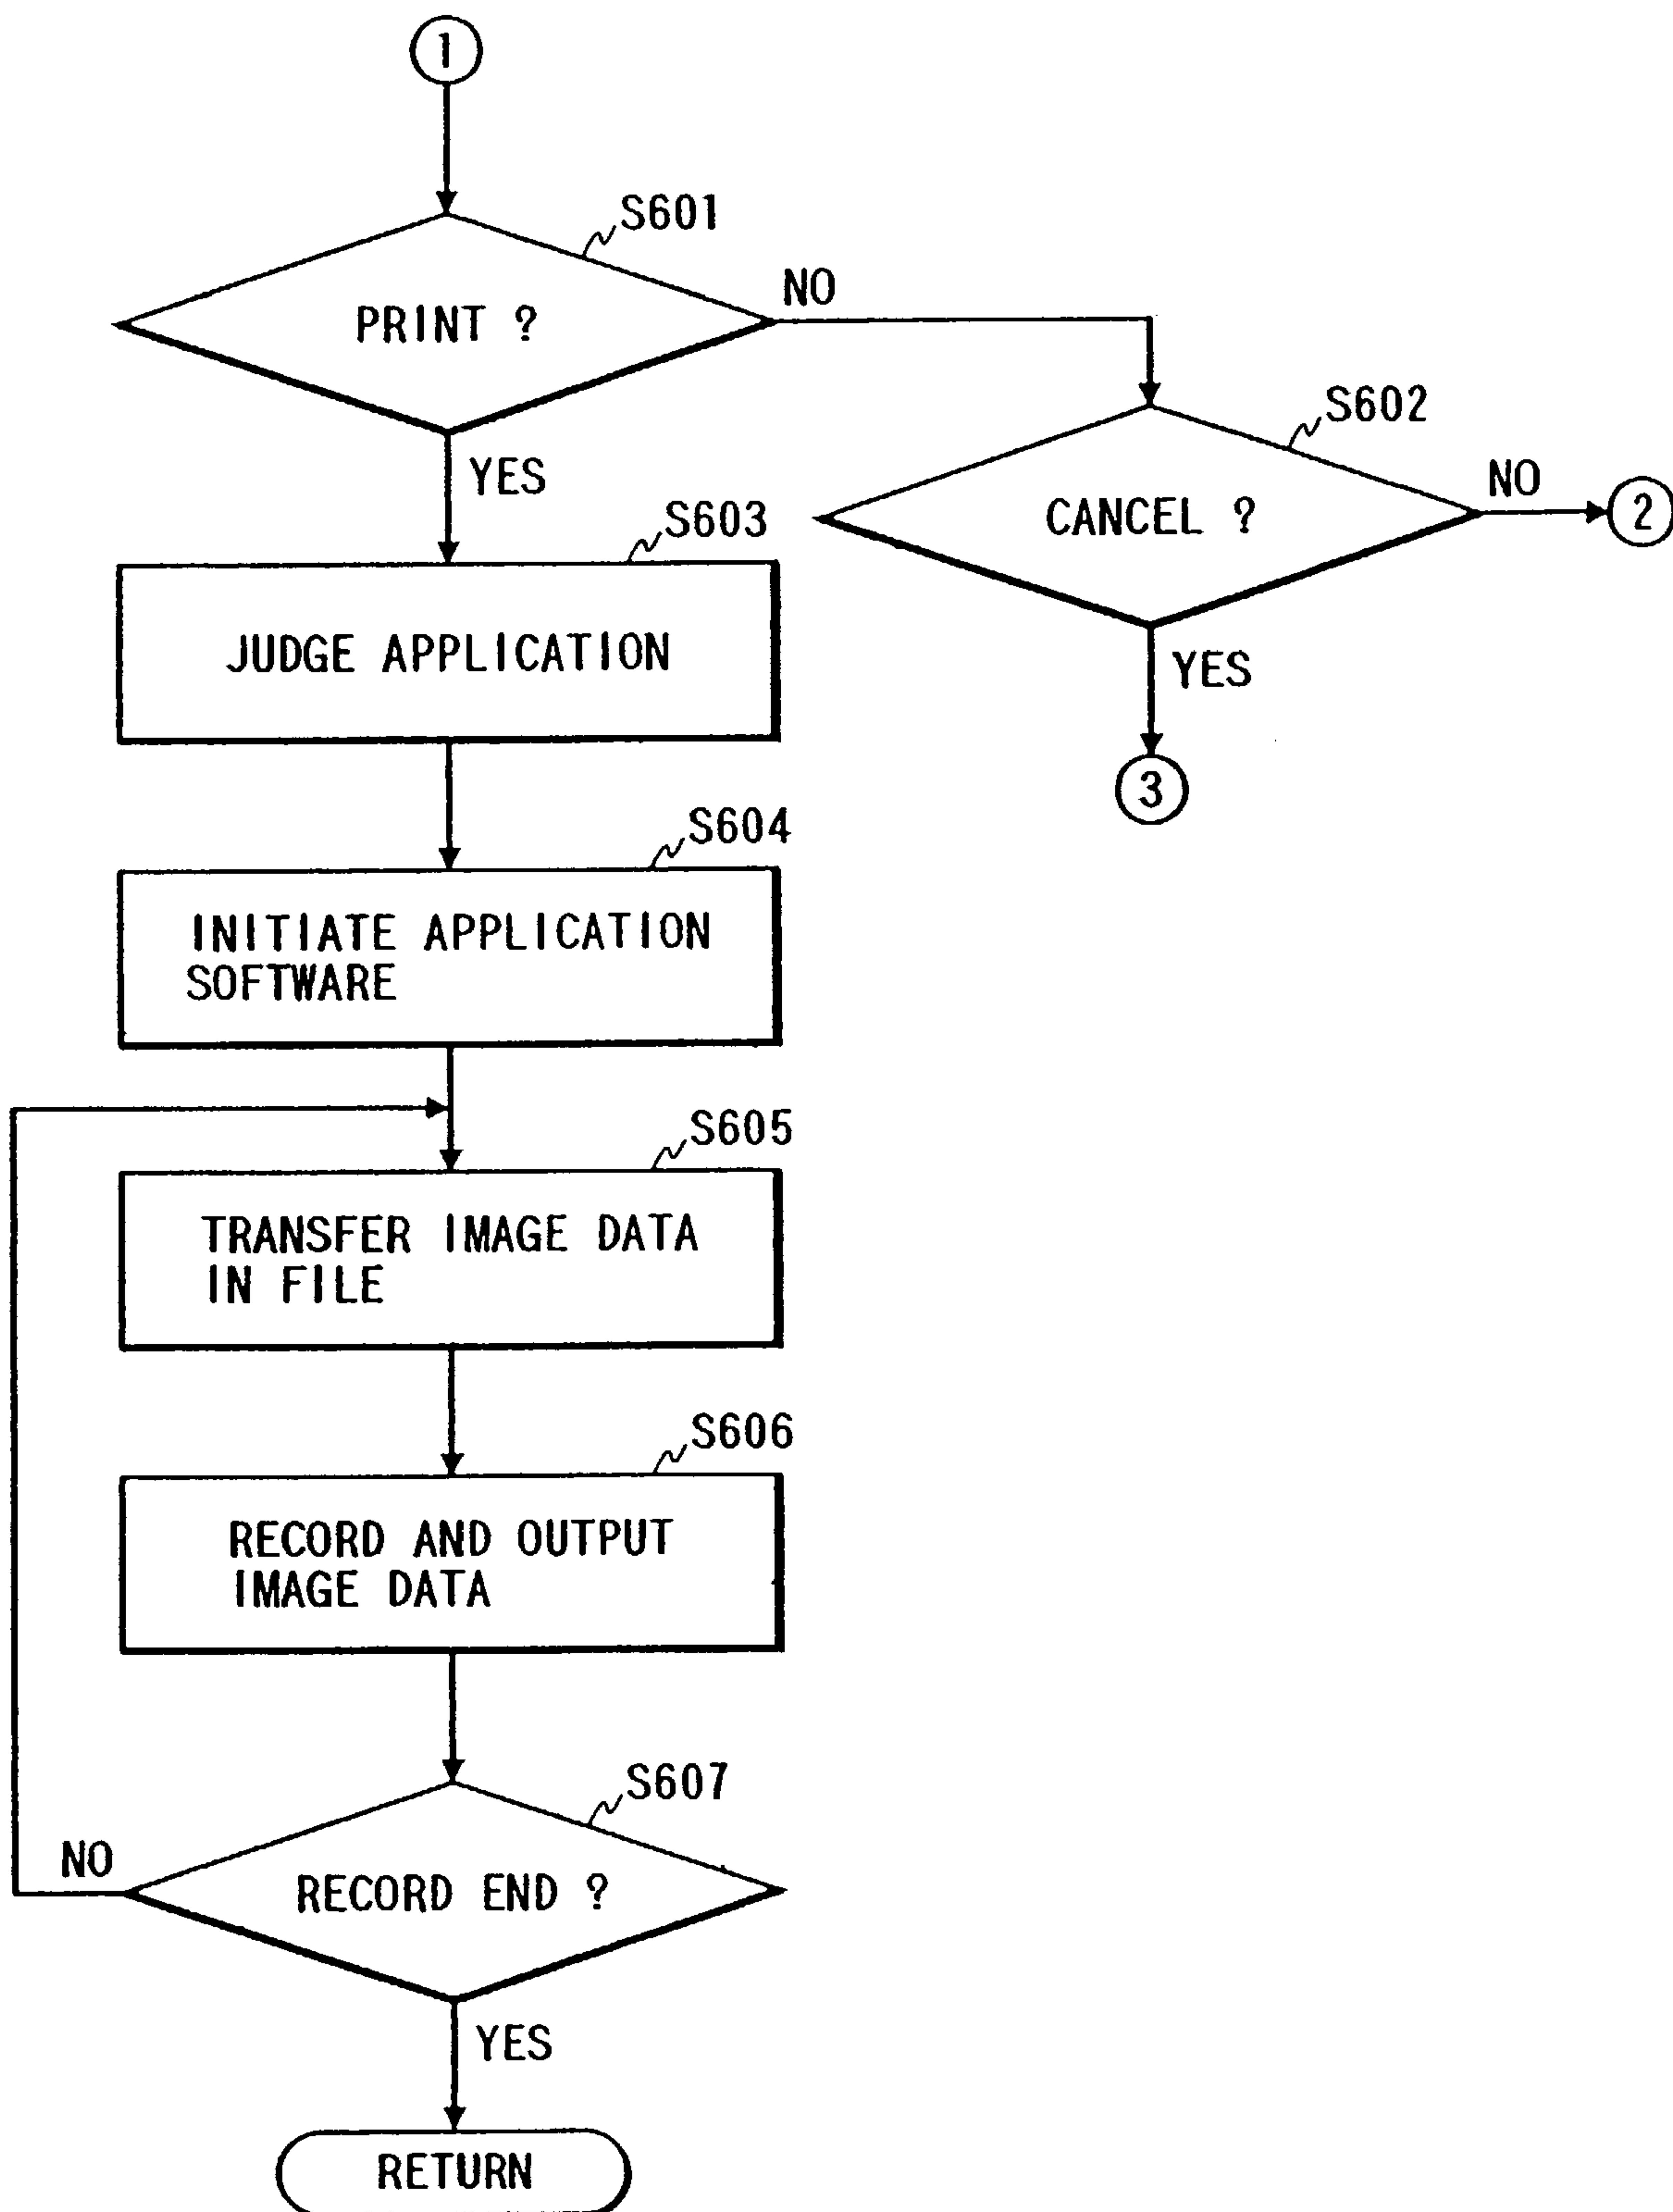 1
S601
PRINT ?
NO
YES
S602
CANCEL ?
NO
2
YES
3
S603
JUDGE APPLICATION
S604
INITIATE APPLICATION
SOFTWARE
S605
TRANSFER IMAGE DATA
IN FILE
S606
RECORD AND OUTPUT
IMAGE DATA
S607
RECORD END ?
NO
YES
RETURN